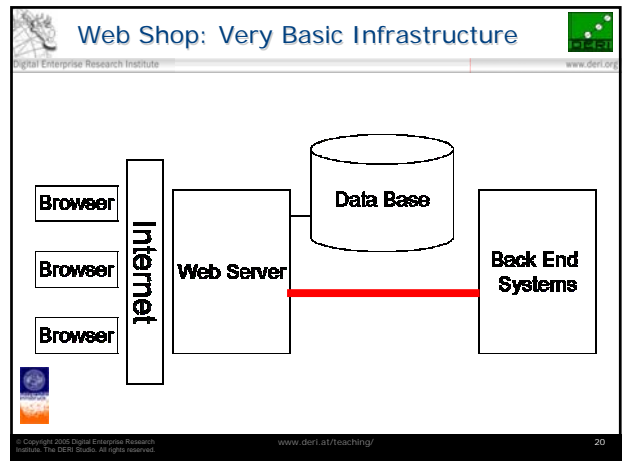 Web Shop: Very Basic Infrastructure
DERI
Digital Enterprise Research Institute
www.deri.org
Browser
Browser
Browser
Internet
Web Server
Data Base
Back End
Systems
© Copyright 2005 Digital Enterprise Research
Institute. The DERI Studio. All rights reserved.
www.deri.at/teaching/
20